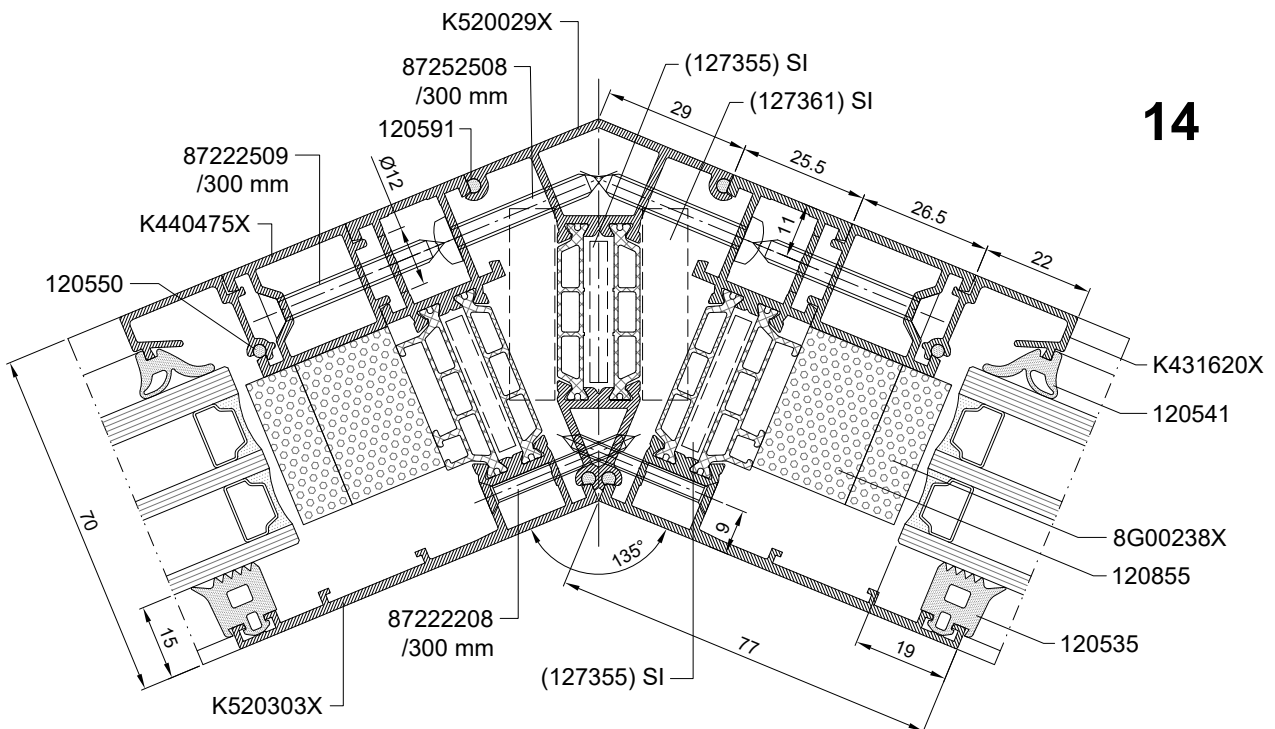 K520029X
87252508
/300 mm
(127355) SI
(127361) SI
14
120591
29
87222509
/300 mm
Ø12
25.5
K440475X
26.5
11
22
120550
K431620X
120541
70
9
8G00238X
135°
120855
15
87222208
/300 mm
77
19
120535
(127355) SI
K520303X